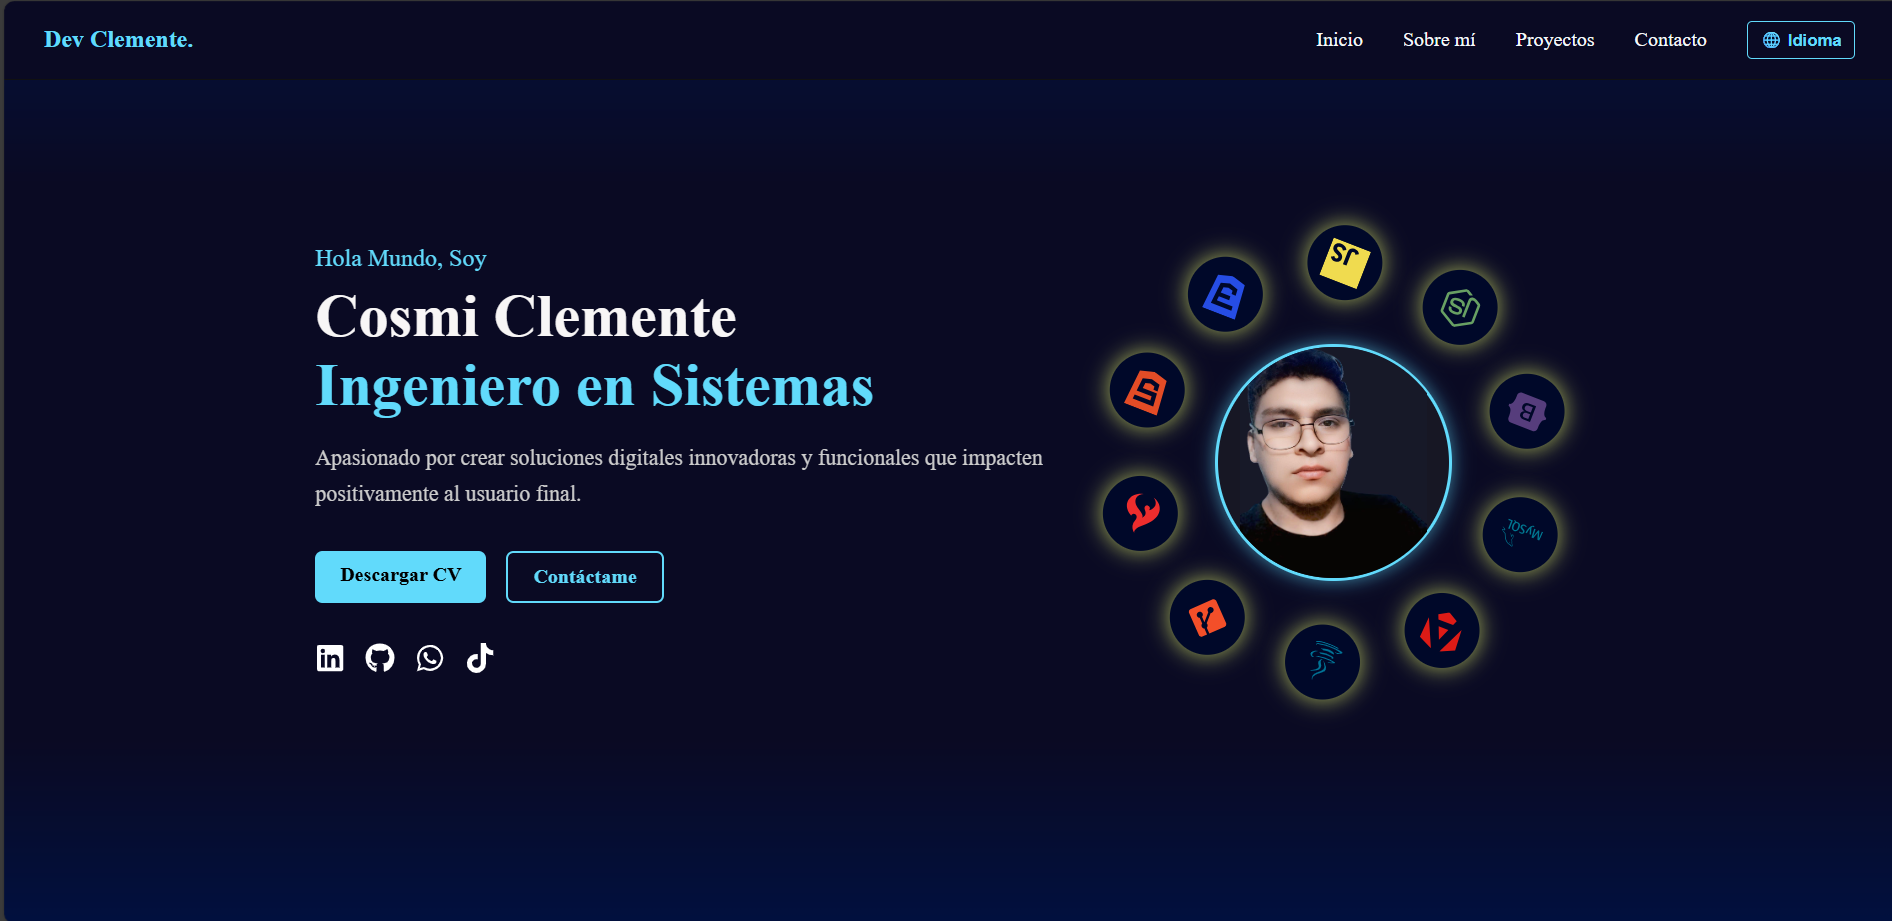 Dev Clemente.
Inicio
Sobre mí
Proyectos
Contacto
Idioma
Hola Mundo, Soy
Cosmi Clemente
Ingeniero en Sistemas
Apasionado por crear soluciones digitales innovadoras y funcionales que impacten
positivamente al usuario final.
Descargar CV
Contáctame
in
JS
B
MySQL